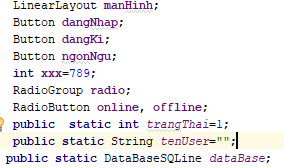 LinearLayout manHinh;
Button dangNhap;
Button dangKi;
Button ngonNgu;
int xxx=789;
RadioGroup radio;
RadioButton online, offline;
public static int trangThai=1;
public static String tenUser="";
public static DataBaseSQLine dataBase;